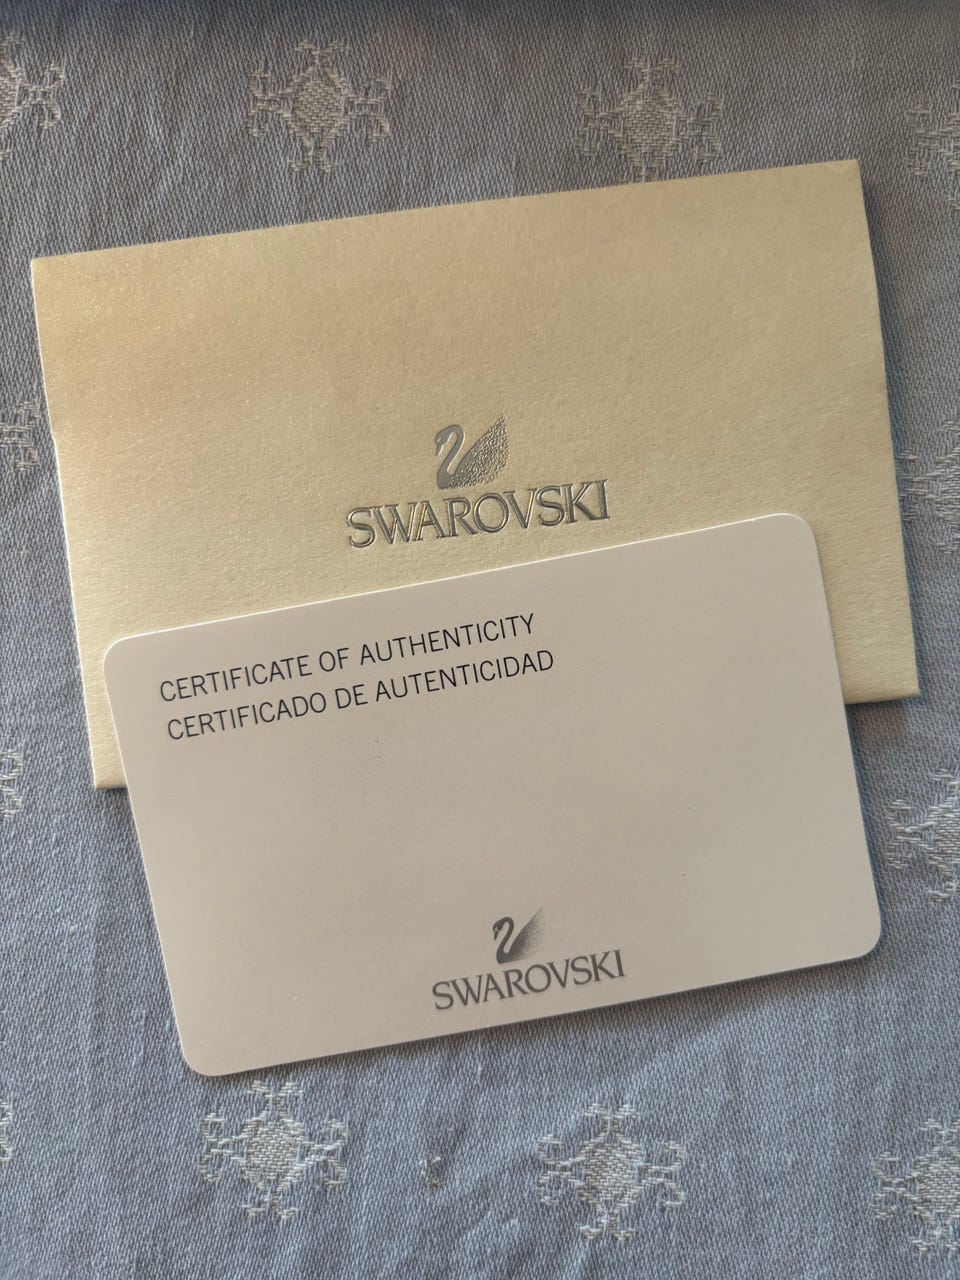 SWAROVSKI
CERTIFICATE OF AUTHENTICITY
CERTIFICADO DE AUTENTICIDAD
SWAROVSKI